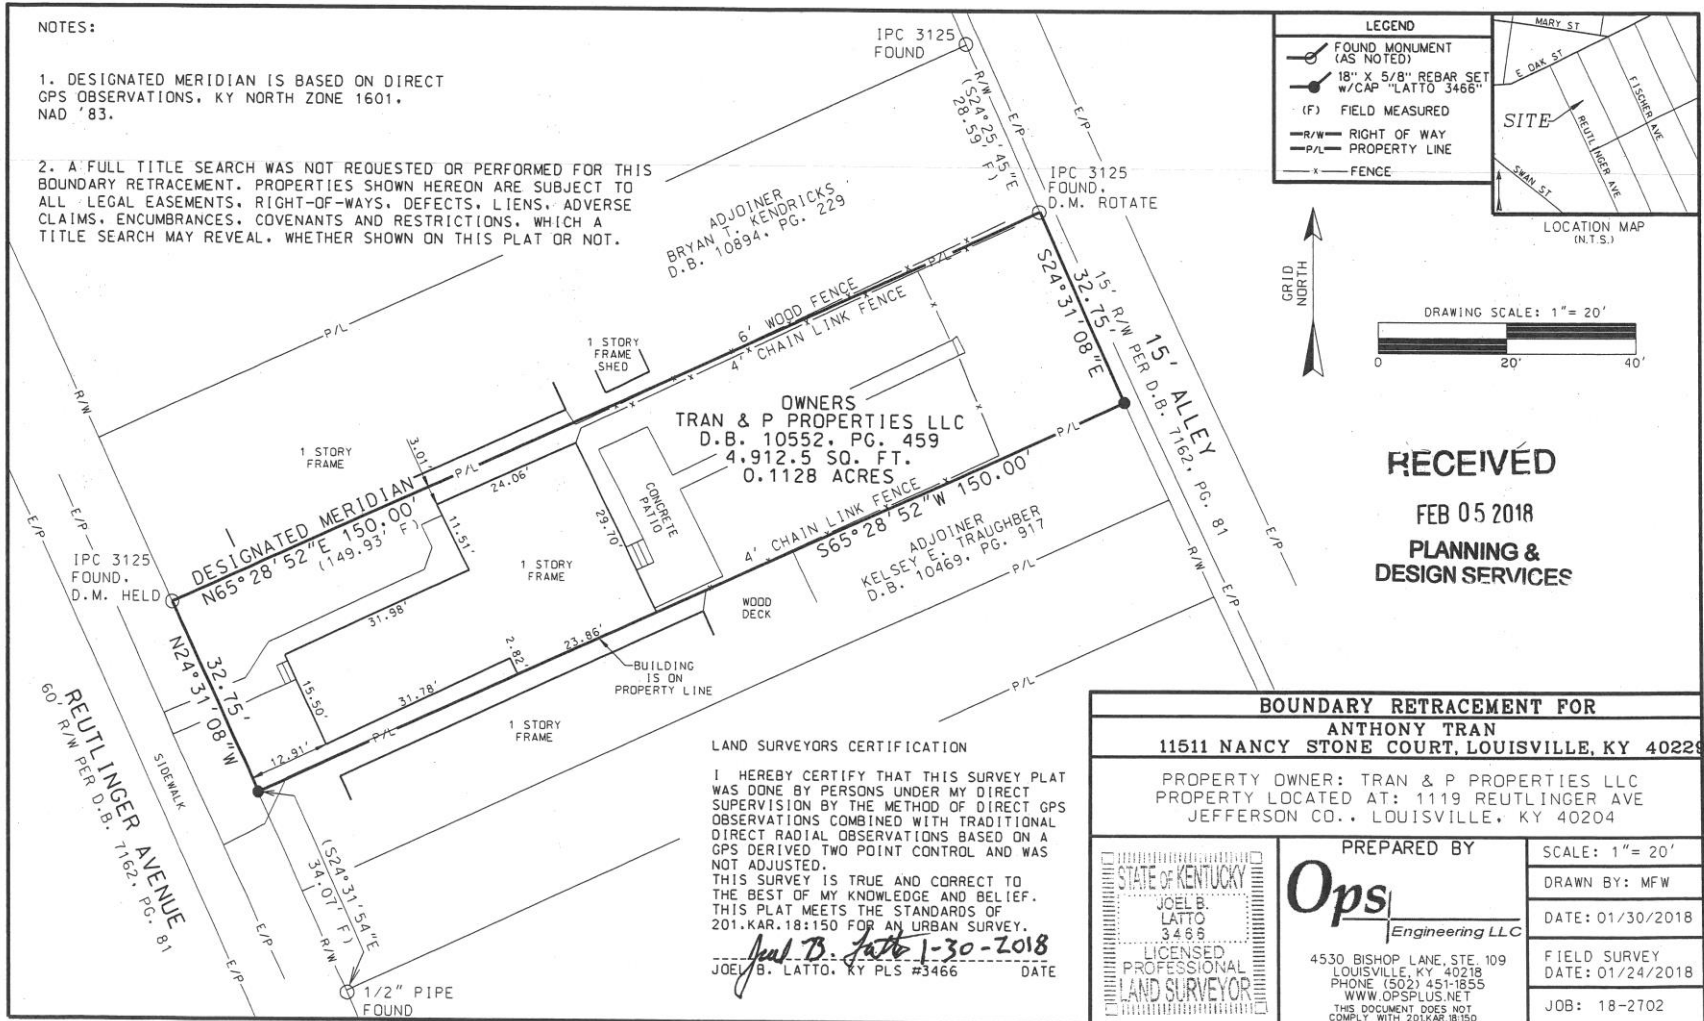 NOTES:
1. DESIGNATED MERIDIAN IS BASED ON DIRECT
GPS OBSERVATIONS. KY NORTH ZONE 1601.
NAD '83.
2. A FULL TITLE SEARCH WAS NOT REQUESTED OR PERFORMED FOR THIS
BOUNDARY RETRACEMENT. PROPERTIES SHOWN HEREON ARE SUBJECT TO
ALL LEGAL EASEMENTS. RIGHT-OF-WAYS. DEFECTS. LIENS. ADVERSE
CLAIMS. ENCUMBRANCES. COVENANTS AND RESTRICTIONS. WHICH A
TITLE SEARCH MAY REVEAL. WHETHER SHOWN ON THIS PLAT OR NOT.
IPC 3125
FOUND
R/W
(S24°25'45"E
28.59' F)
E/P
E/P
IPC 3125
FOUND.
D.M. ROTATE
LEGEND
FOUND MONUMENT
(AS NOTED)
18" X 5/8" REBAR SET
w/CAP "LATTO 3466"
(F) FIELD MEASURED
R/W RIGHT OF WAY
P/L PROPERTY LINE
x FENCE
MARY ST
E OAK ST
FISCHER AVE
SITE
REUTLINGER AVE
SWAN ST
LOCATION MAP
(N.T.S.)
GRID
NORTH
DRAWING SCALE: 1"= 20'
0 20' 40'
RECEIVED
FEB 05 2018
PLANNING &
DESIGN SERVICES
ADJOINER
BRYAN T. KENDRICKS
D.B. 10894. PG. 229
P/L
R/W
P/L
6' WOOD FENCE
4' CHAIN LINK FENCE
S24°31'08"E
32.75'
15' R/W PER D.B. 7162. PG. 81
15' ALLEY
1 STORY
FRAME
SHED
OWNERS
TRAN & P PROPERTIES LLC
D.B. 10552. PG. 459
4,912.5 SQ. FT.
0.1128 ACRES
P/L
1 STORY
FRAME
3.01'
P/L
24.06'
DESIGNATED MERIDIAN
N65°28'52"E 150.00'
(149.93' F)
11.51'
29.70'
CONCRETE
PATIO
4' CHAIN LINK FENCE
S65°28'52"W 150.00'
ADJOINER
KELSEY E. TRAUGHBER
D.B. 10469. PG. 917
P/L
E/P
R/W
E/P
E/P
E/P
IPC 3125
FOUND.
D.M. HELD
1 STORY
FRAME
WOOD
DECK
31.98'
2.82'
23.86'
BUILDING
IS ON
PROPERTY LINE
32.75'
N24°31'08"W
15.50'
31.78'
12.91'
P/L
1 STORY
FRAME
P/L
REUTLINGER AVENUE
60' R/W PER D.B. 7162. PG. 81
SIDEWALK
(S24°31'54"E
34.07' F)
E/P
R/W
E/P
1/2" PIPE
FOUND
LAND SURVEYORS CERTIFICATION
I HEREBY CERTIFY THAT THIS SURVEY PLAT
WAS DONE BY PERSONS UNDER MY DIRECT
SUPERVISION BY THE METHOD OF DIRECT GPS
OBSERVATIONS COMBINED WITH TRADITIONAL
DIRECT RADIAL OBSERVATIONS BASED ON A
GPS DERIVED TWO POINT CONTROL AND WAS
NOT ADJUSTED.
THIS SURVEY IS TRUE AND CORRECT TO
THE BEST OF MY KNOWLEDGE AND BELIEF.
THIS PLAT MEETS THE STANDARDS OF
201.KAR.18:150 FOR AN URBAN SURVEY.
Joel B. Latto 1-30-2018
JOEL B. LATTO. KY PLS #3466 DATE
BOUNDARY RETRACEMENT FOR
ANTHONY TRAN
11511 NANCY STONE COURT, LOUISVILLE, KY 40229
PROPERTY OWNER: TRAN & P PROPERTIES LLC
PROPERTY LOCATED AT: 1119 REUTLINGER AVE
JEFFERSON CO., LOUISVILLE, KY 40204
STATE OF KENTUCKY
JOEL B.
LATTO
3466
LICENSED
PROFESSIONAL
LAND SURVEYOR
PREPARED BY
Ops
Engineering LLC
4530 BISHOP LANE, STE. 109
LOUISVILLE, KY 40218
PHONE (502) 451-1855
WWW.OPSPLUS.NET
THIS DOCUMENT DOES NOT
COMPLY WITH 201.KAR.18:150
SCALE: 1"= 20'
DRAWN BY: MFW
DATE: 01/30/2018
FIELD SURVEY
DATE: 01/24/2018
JOB: 18-2702